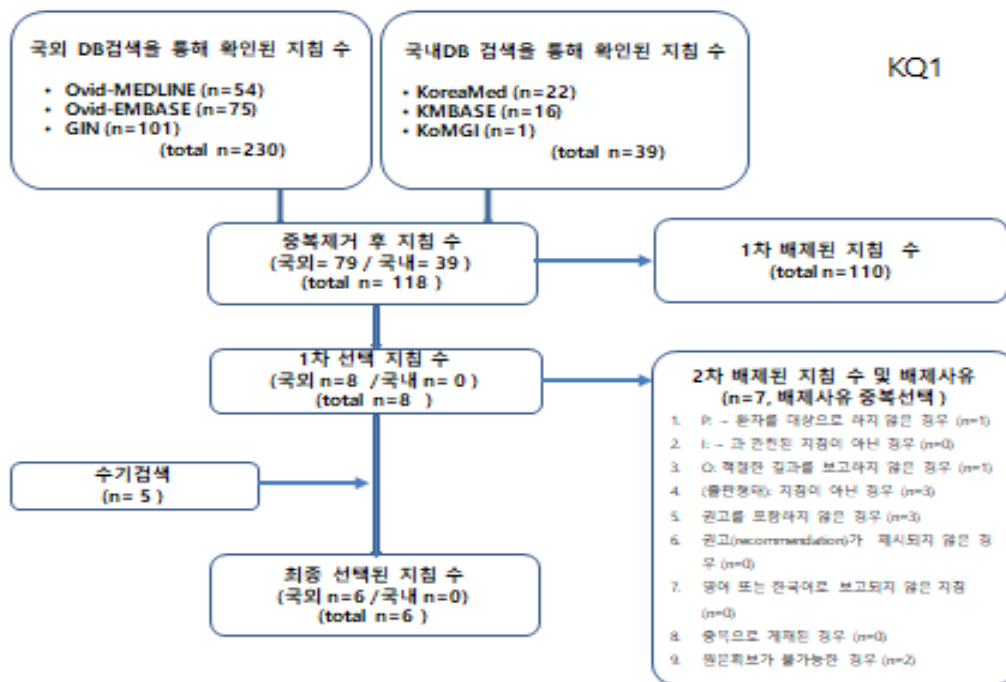 국외 DB검색을 통해 확인된 지침 수
• Ovid-MEDLINE (n=54)
• Ovid-EMBASE (n=75)
• GIN (n=101)
(total n=230)
국내DB 검색을 통해 확인된 지침 수
• KoreaMed (n=22)
• KMBASE (n=16)
• KoMGI (n=1)
(total n=39)
KQ1
중복제거 후 지침 수
(국외= 79 / 국내= 39 )
(total n= 118 )
1차 배제된 지침 수
(total n=110)
1차 선택 지침 수
(국외 n=8 /국내 n= 0 )
(total n=8 )
2차 배제된 지침 수 및 배제사유
(n=7, 배제사유 중복선택 )
1. P: ~ 환자를 대상으로 하지 않은 경우 (n=1)
2. I: ~ 과 관련된 지침이 아닌 경우 (n=0)
3. O: 적절한 결과를 보고하지 않은 경우 (n=1)
4. (출판형태): 지침이 아닌 경우 (n=3)
5. 권고를 포함하지 않은 경우 (n=3)
6. 권고(recommendation)가 제시되지 않은 경
우 (n=0)
7. 영어 또는 한국어로 보고되지 않은 지침
(n=0)
8. 중복으로 게재된 경우 (n=0)
9. 원문확보가 불가능한 경우 (n=2)
수기검색
(n= 5 )
최종 선택된 지침 수
(국외 n=6 /국내 n=0)
(total n=6 )